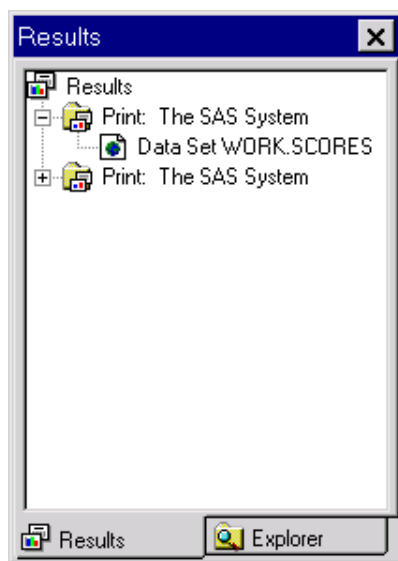 Results
Results
Print: The SAS System
Data Set WORK.SCORES
Print: The SAS System
Results Explorer